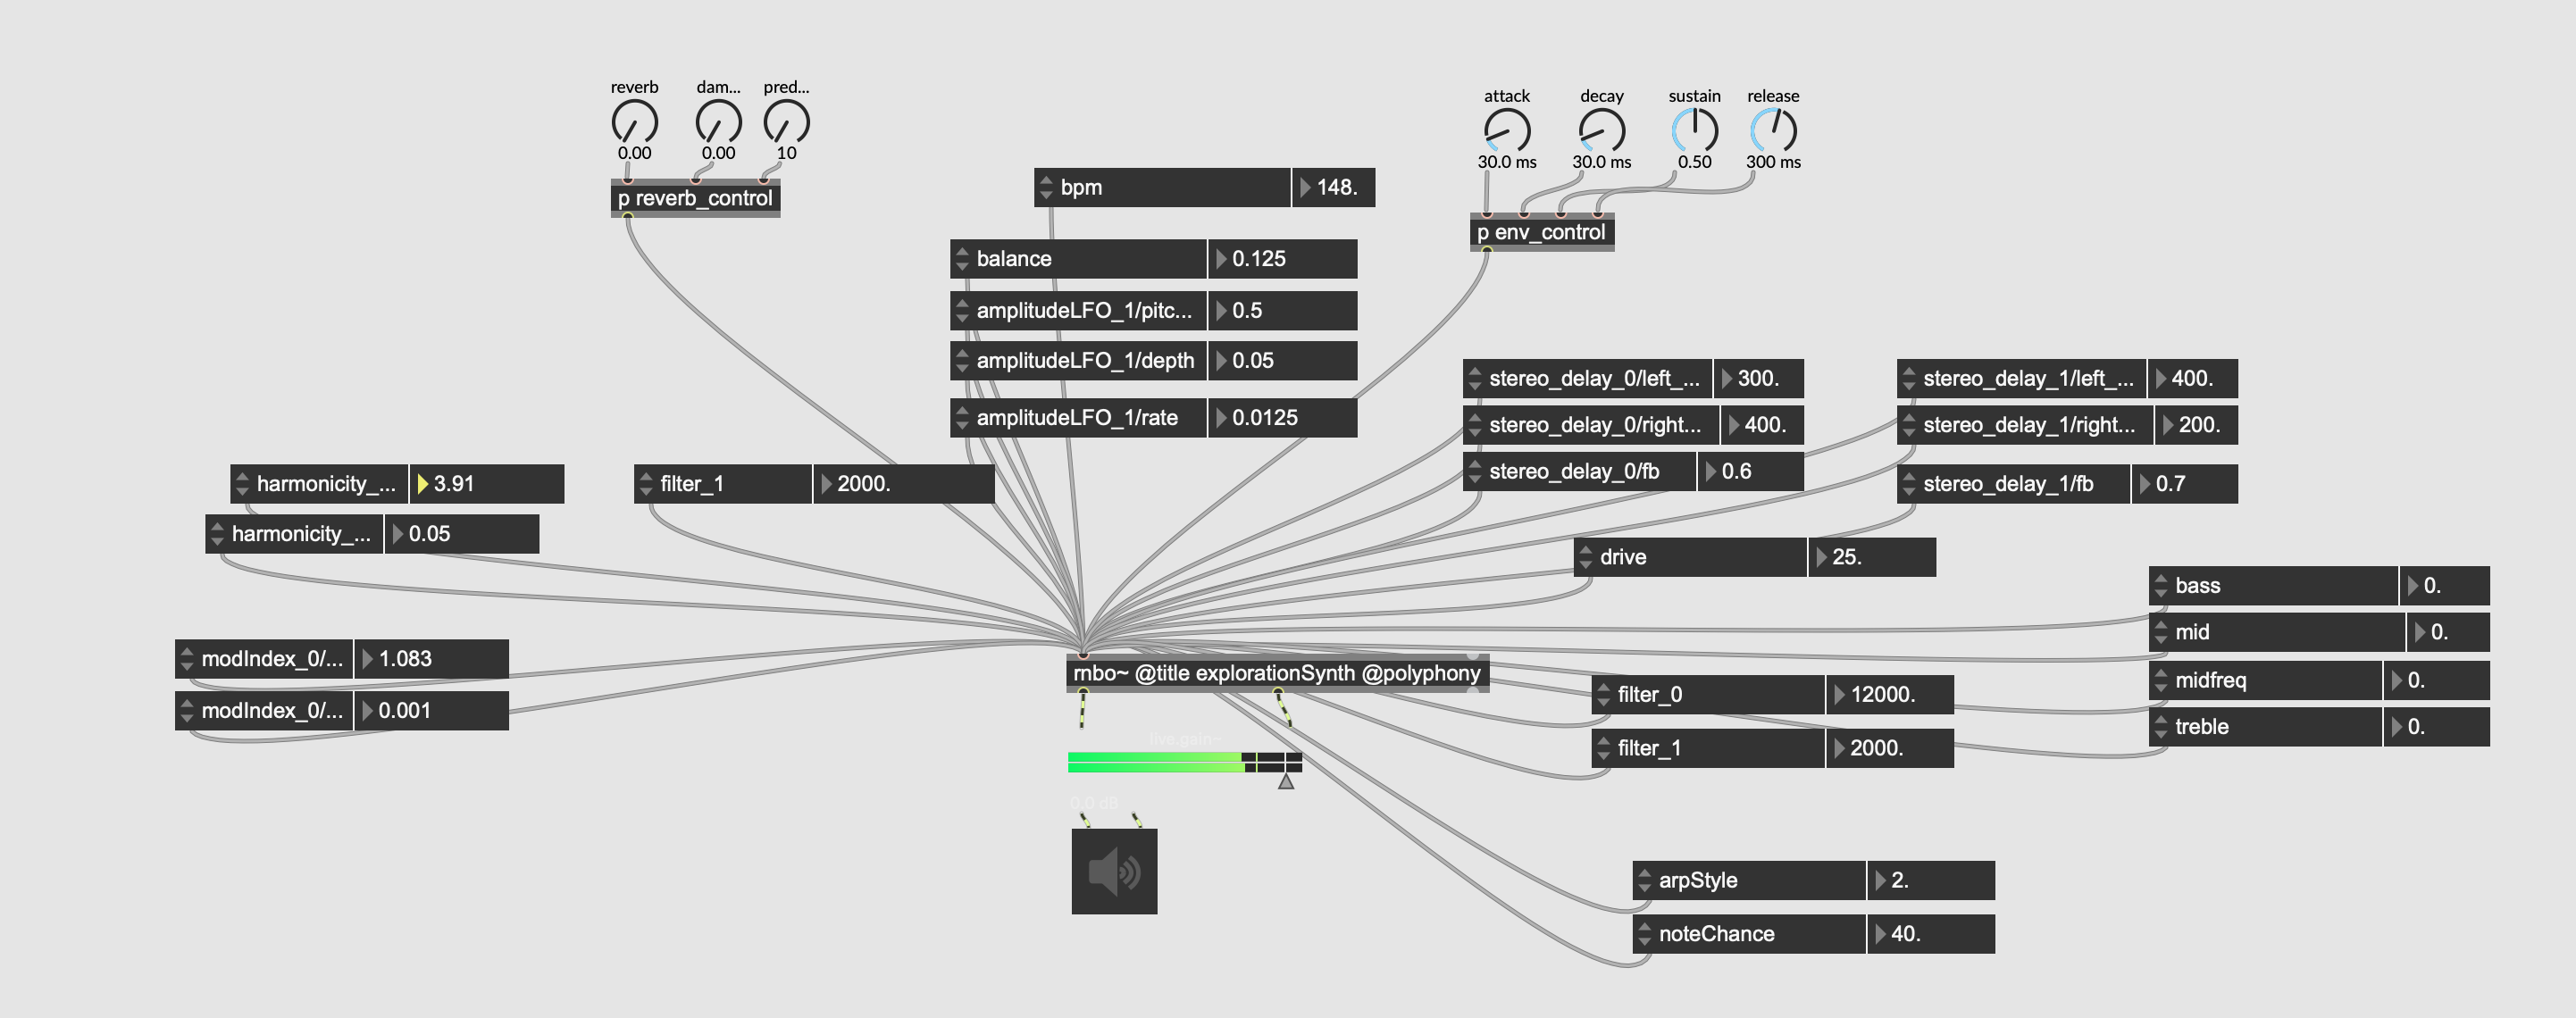 reverb dam... pred...
0.00 0.00 10
p reverb_control
attack decay sustain release
30.0 ms 30.0 ms 0.50 300 ms
p env_control
bpm 148.
balance 0.125
amplitudeLFO_1/pitc... 0.5
amplitudeLFO_1/depth 0.05
amplitudeLFO_1/rate 0.0125
stereo_delay_0/left_... 300.
stereo_delay_0/right... 400.
stereo_delay_0/fb 0.6
stereo_delay_1/left_... 400.
stereo_delay_1/right... 200.
stereo_delay_1/fb 0.7
harmonicity_... 3.91
harmonicity_... 0.05
filter_1 2000.
drive 25.
bass 0.
mid 0.
midfreq 0.
treble 0.
modIndex_0/... 1.083
modIndex_0/... 0.001
rnbo~ @title explorationSynth @polyphony
filter_0 12000.
filter_1 2000.
live.gain~
0.0 dB
arpStyle 2.
noteChance 40.